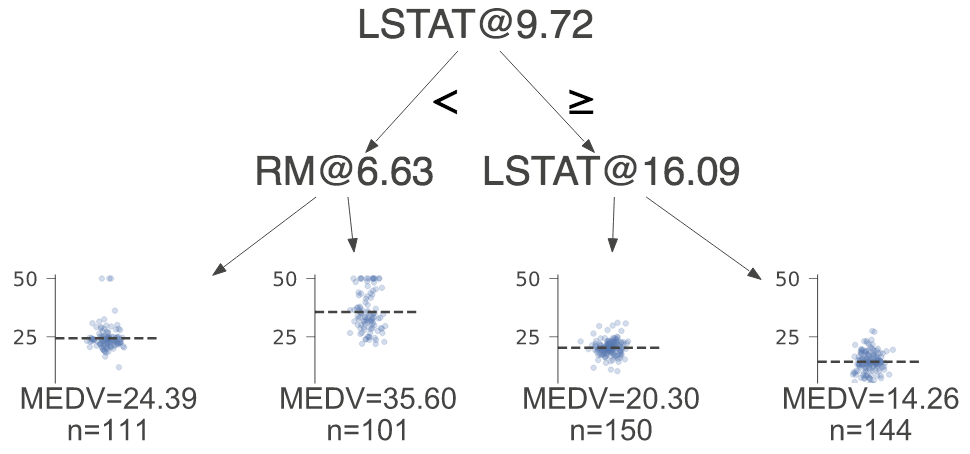 LSTAT@9.72
< ≥
RM@6.63 LSTAT@16.09
50 50 50 50
25 25 25 25
MEDV=24.39 MEDV=35.60 MEDV=20.30 MEDV=14.26
n=111 n=101 n=150 n=144